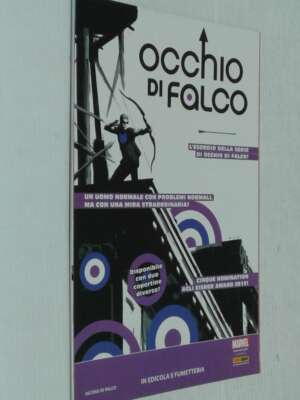 OCCHIO
DI FALCO
L'ESORDIO DELLA SERIE
DI OCCHIO DI FALCO!
UN UOMO NORMALE CON PROBLEMI NORMALI,
MA CON UNA MIRA STRAORDINARIA!
Disponibile
con due
copertine
diverse!
CINQUE NOMINATION
AGLI EISNER AWARD 2013!
MARVEL
IN EDICOLA E FUMETTERIA